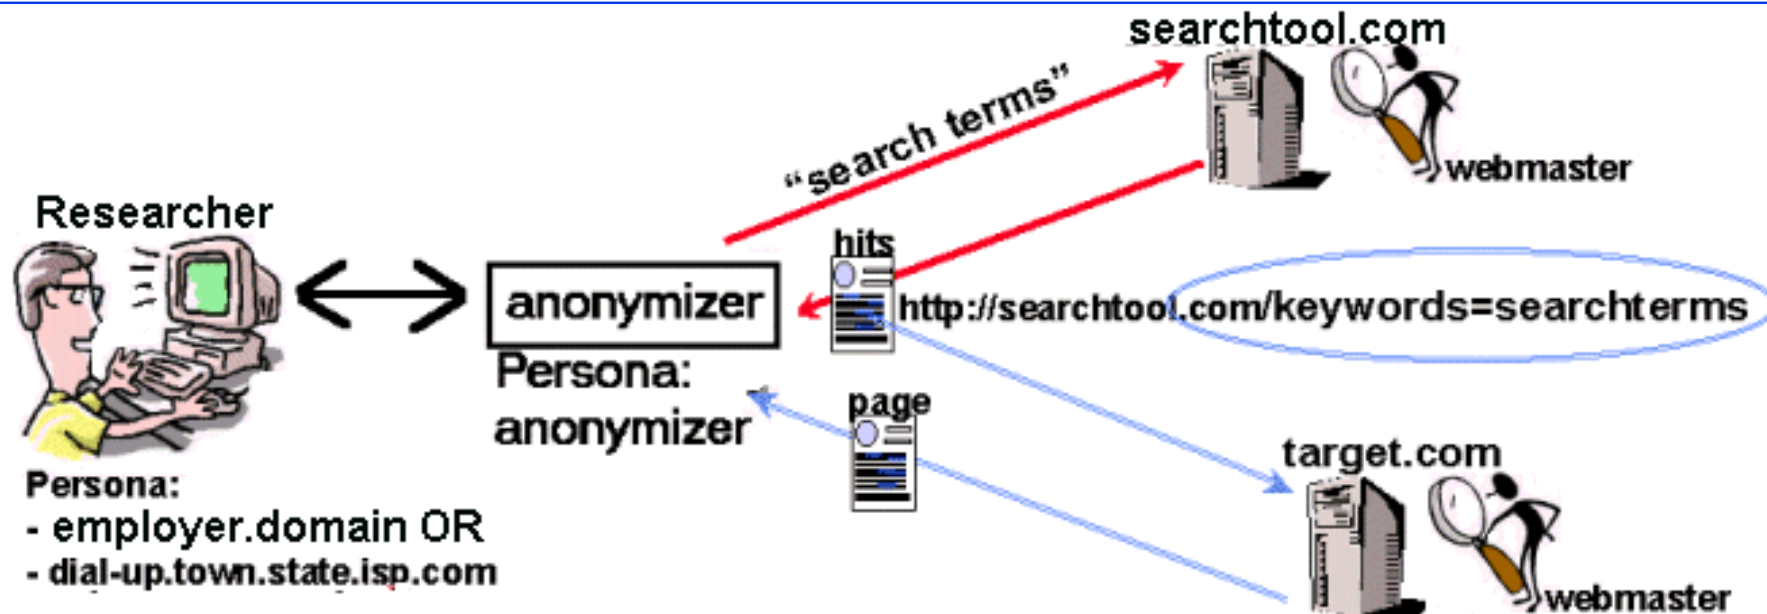 searchtool.com
“search terms”
webmaster
Researcher
hits
anonymizer
http://searchtool.com/keywords=searchterms
Persona:
anonymizer
page
target.com
Persona:
- employer.domain OR
- dial-up.town.state.isp.com
webmaster